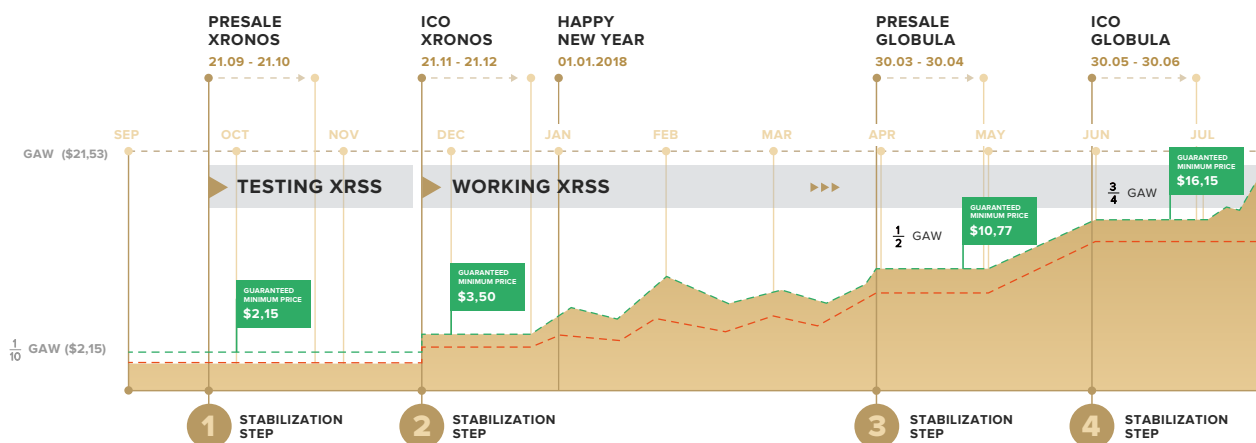 PRESALE
XRONOS
21.09 - 21.10
ICO
XRONOS
21.11 - 21.12
HAPPY
NEW YEAR
01.01.2018
PRESALE
GLOBULA
30.03 - 30.04
ICO
GLOBULA
30.05 - 30.06
SEP OCT NOV DEC JAN FEB MAR APR MAY JUN JUL
GAW ($21,53)
TESTING XRSS
WORKING XRSS
GUARANTEED
MINIMUM PRICE
$2,15
GUARANTEED
MINIMUM PRICE
$3,50
1/2 GAW
GUARANTEED
MINIMUM PRICE
$10,77
3/4 GAW
GUARANTEED
MINIMUM PRICE
$16,15
1/10 GAW ($2,15)
1 STABILIZATION
STEP
2 STABILIZATION
STEP
3 STABILIZATION
STEP
4 STABILIZATION
STEP